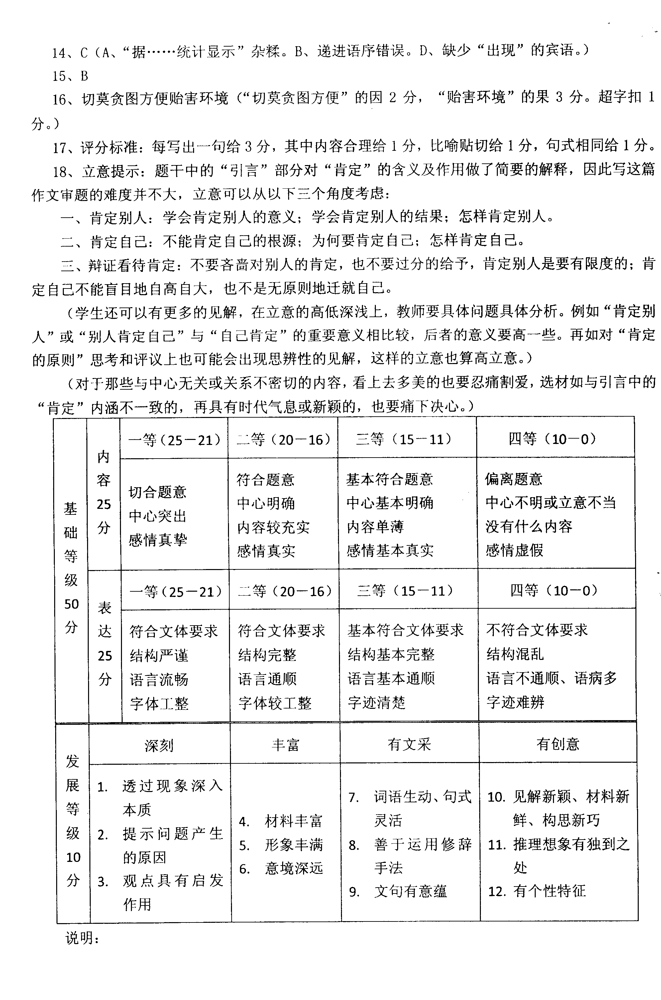 14、C（A、“据……统计显示”杂糅。B、递进语序错误。D、缺少“出现”的宾语。）
15、B
16、切莫贪图方便贻害环境（“切莫贪图方便”的因 2 分，“贻害环境”的果 3 分。超字扣 1
分。）
17、评分标准：每写出一句给 3 分，其中内容合理给 1 分，比喻贴切给 1 分，句式相同给 1 分。
18、立意提示：题干中的“引言”部分对“肯定”的含义及作用做了简要的解释，因此写这篇
作文审题的难度并不大，立意可以从以下三个角度考虑：
一、肯定别人：学会肯定别人的意义；学会肯定别人的结果；怎样肯定别人。
二、肯定自己：不能肯定自己的根源；为何要肯定自己；怎样肯定自己。
三、辩证看待肯定：不要吝啬对别人的肯定，也不要过分的给予，肯定别人是要有限度的；肯
定自己不能盲目地自高自大，也不是无原则地迁就自己。
（学生还可以有更多的见解，在立意的高低深浅上，教师要具体问题具体分析。例如“肯定别
人”或“别人肯定自己”与“自己肯定”的重要意义相比较，后者的意义要高一些。再如对“肯定
的原则”思考和评议上也可能会出现思辨性的见解，这样的立意也算高立意。）
（对于那些与中心无关或关系不密切的内容，看上去多美的也要忍痛割爱，选材如与引言中的
“肯定”内涵不一致的，再具有时代气息或新颖的，也要痛下决心。）
基
础
等
级
50
分
内
容
25
分
一等（25－21）
二等（20－16）
三等（15－11）
四等（10－0）
切合题意
中心突出
感情真挚
符合题意
中心明确
内容较充实
感情真实
基本符合题意
中心基本明确
内容单薄
感情基本真实
偏离题意
中心不明或立意不当
没有什么内容
感情虚假
表
达
25
分
一等（25－21）
二等（20－16）
三等（15－11）
四等（10－0）
符合文体要求
结构严谨
语言流畅
字体工整
符合文体要求
结构完整
语言通顺
字体较工整
基本符合文体要求
结构基本完整
语言基本通顺
字迹清楚
不符合文体要求
结构混乱
语言不通顺、语病多
字迹难辨
发
展
等
级
10
分
深刻
丰富
有文采
有创意
1. 透过现象深入
本质
2. 提示问题产生
的原因
3. 观点具有启发
作用
4. 材料丰富
5. 形象丰满
6. 意境深远
7. 词语生动、句式
灵活
8. 善于运用修辞
手法
9. 文句有意蕴
10. 见解新颖、材料新
鲜、构思新巧
11. 推理想象有独到之
处
12. 有个性特征
说明：